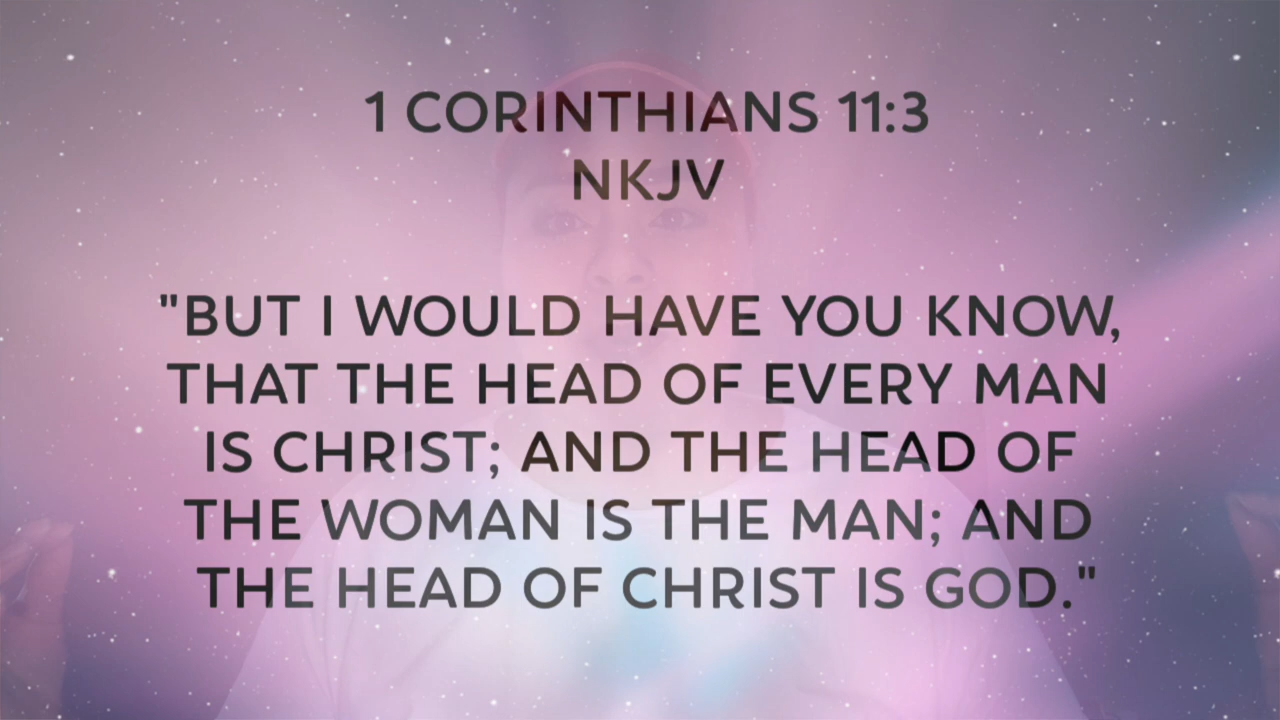 1 CORINTHIANS 11:3
NKJV
"BUT I WOULD HAVE YOU KNOW,
THAT THE HEAD OF EVERY MAN
IS CHRIST; AND THE HEAD OF
THE WOMAN IS THE MAN; AND
THE HEAD OF CHRIST IS GOD."